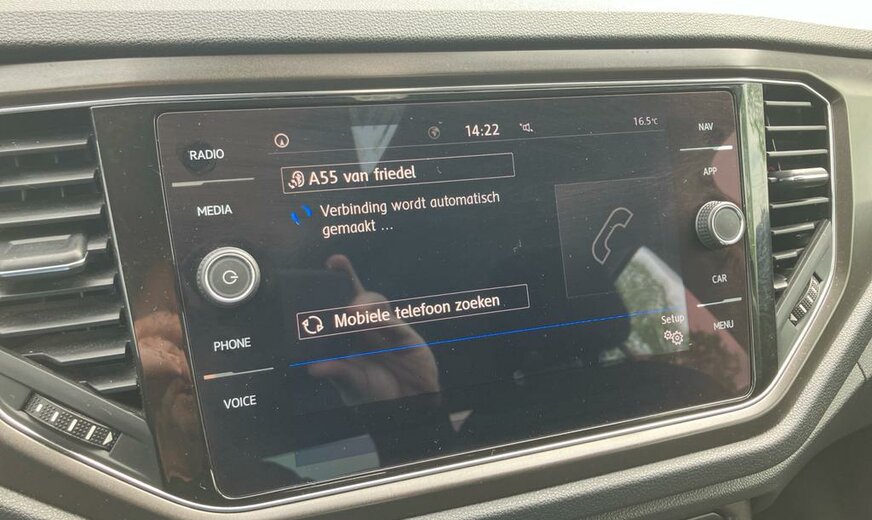 RADIO
MEDIA
PHONE
VOICE
14:22
16.5°C
A55 van friedel
Verbinding wordt automatisch
gemaakt ...
Mobiele telefoon zoeken
Setup
NAV
APP
CAR
MENU